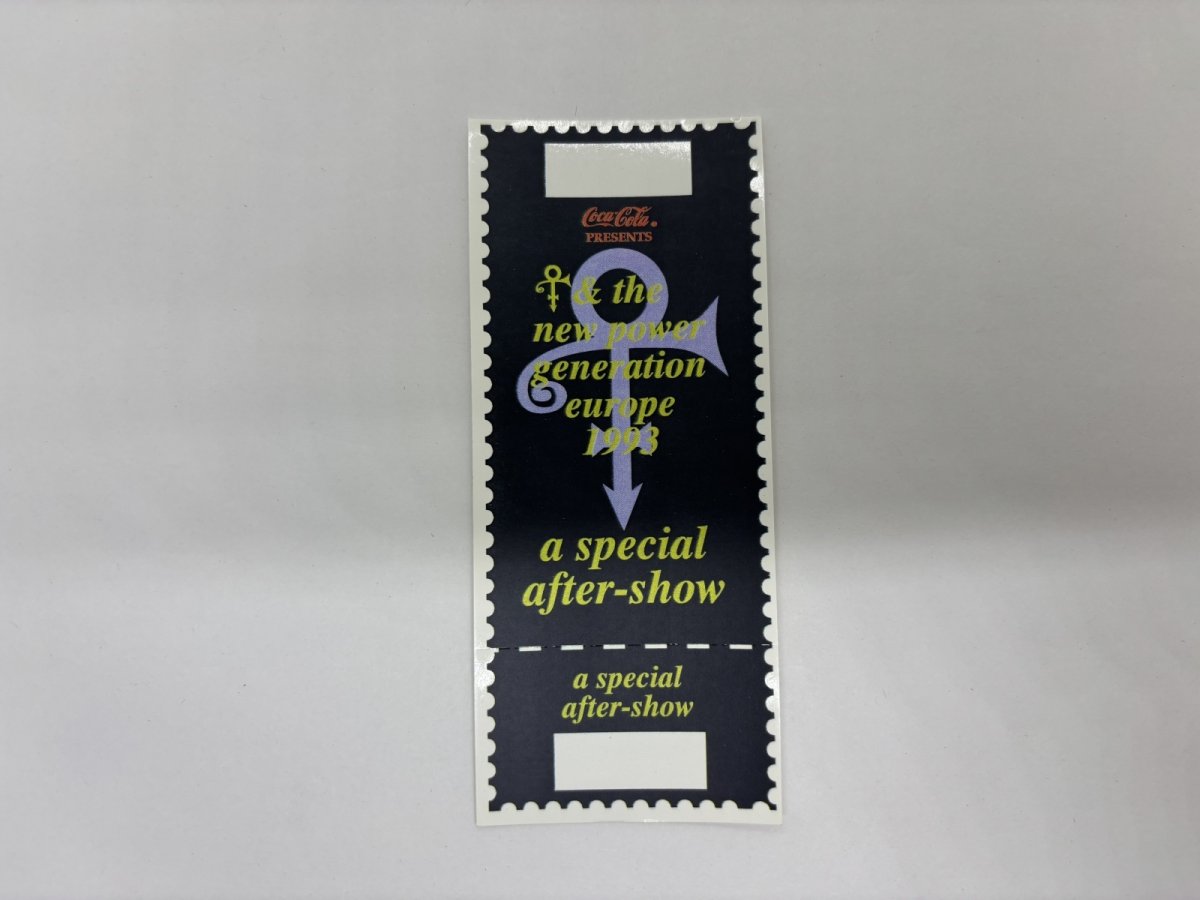 Coca-Cola®
PRESENTS
& the
new power
generation
europe
1993
a special
after-show
a special
after-show